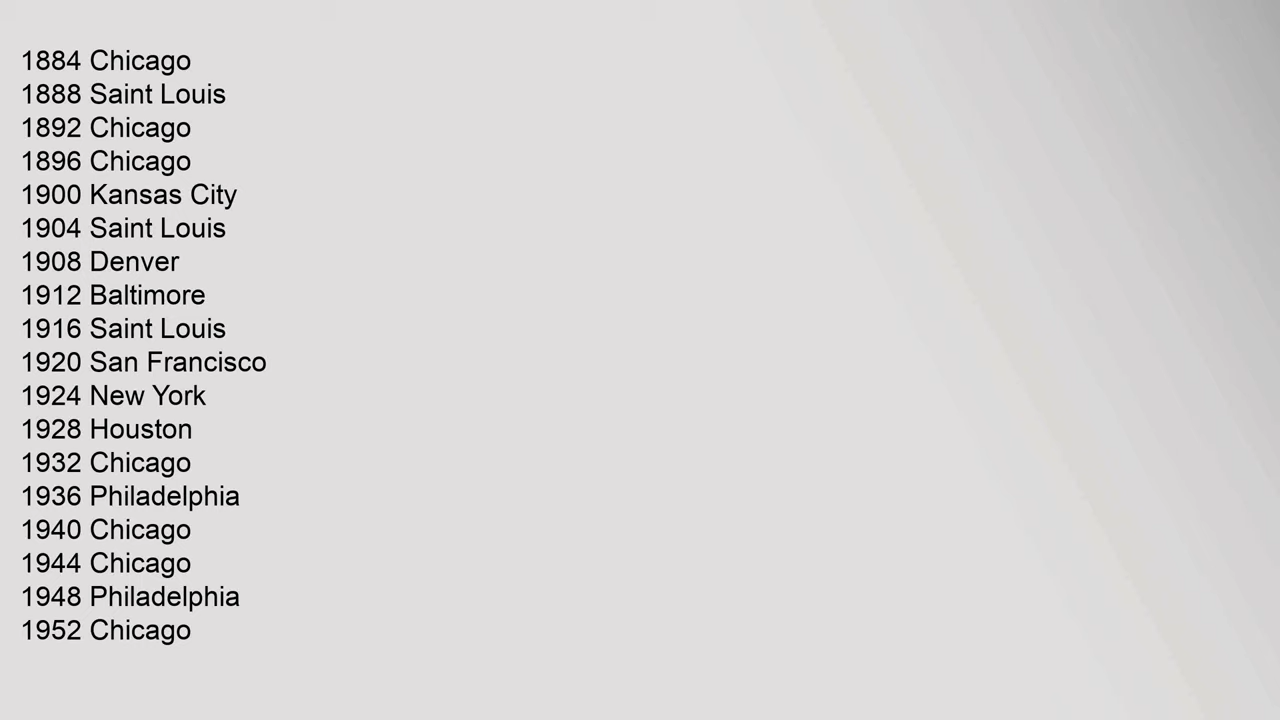 1884 Chicago
1888 Saint Louis
1892 Chicago
1896 Chicago
1900 Kansas City
1904 Saint Louis
1908 Denver
1912 Baltimore
1916 Saint Louis
1920 San Francisco
1924 New York
1928 Houston
1932 Chicago
1936 Philadelphia
1940 Chicago
1944 Chicago
1948 Philadelphia
1952 Chicago